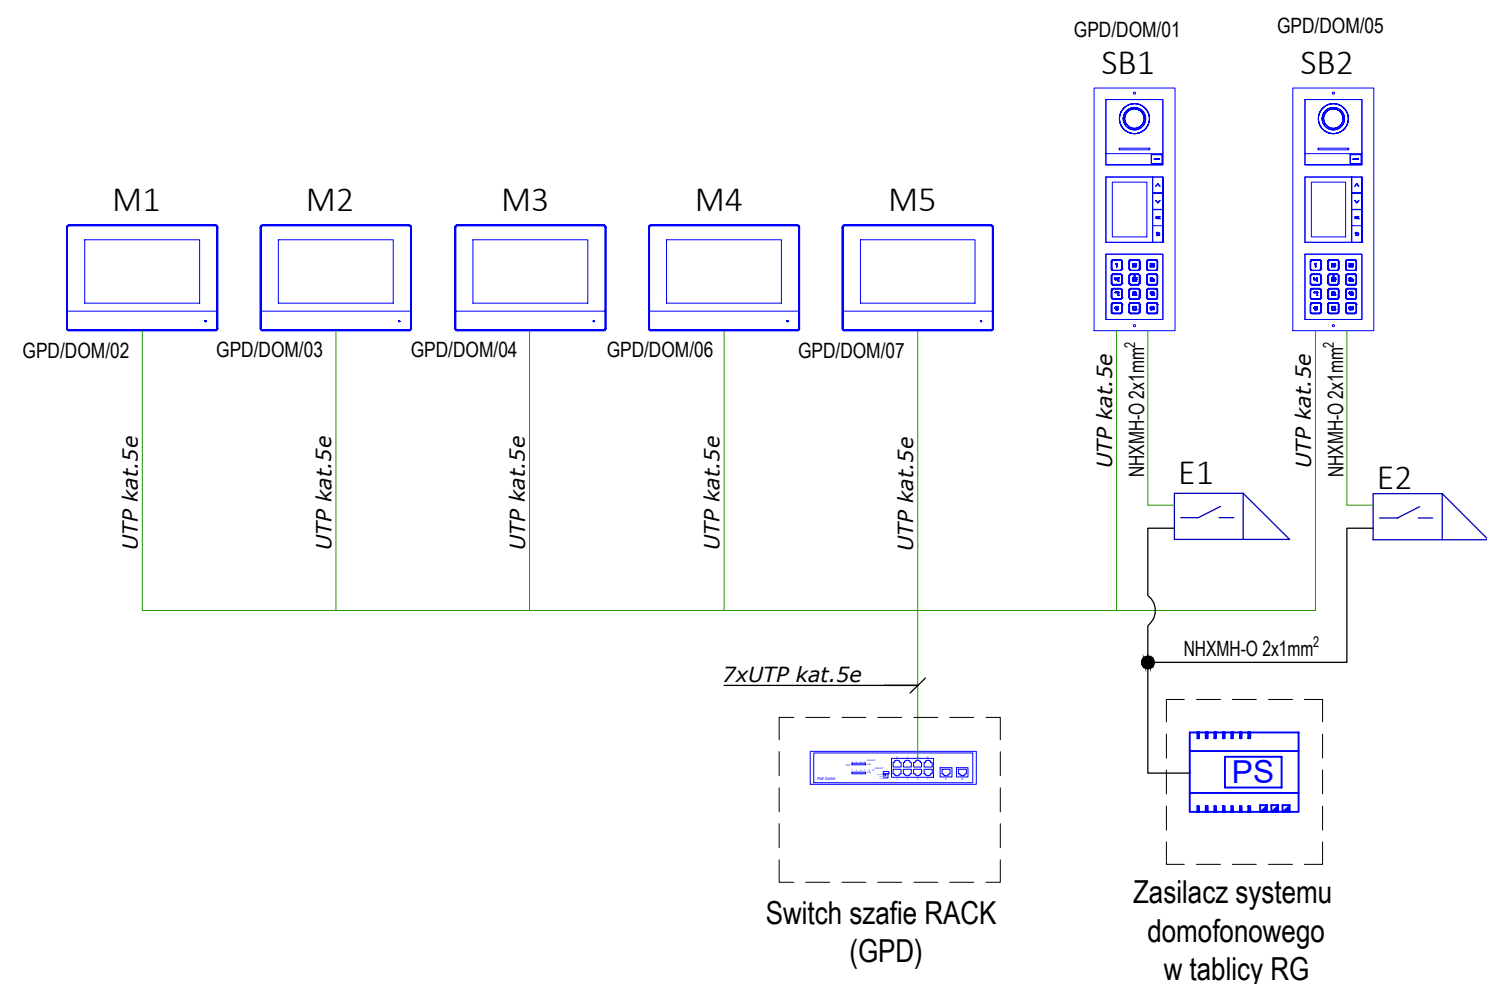 GPD/DOM/01
GPD/DOM/05
SB1
SB2
M1
M2
M3
M4
M5
GPD/DOM/02
GPD/DOM/03
GPD/DOM/04
GPD/DOM/06
GPD/DOM/07
UTP kat.5e
UTP kat.5e
UTP kat.5e
UTP kat.5e
UTP kat.5e
UTP kat.5e
NHXMH-O 2x1mm²
UTP kat.5e
NHXMH-O 2x1mm²
E1
E2
NHXMH-O 2x1mm²
7xUTP kat.5e
PS
Switch szafie RACK
(GPD)
Zasilacz systemu
domofonowego
w tablicy RG